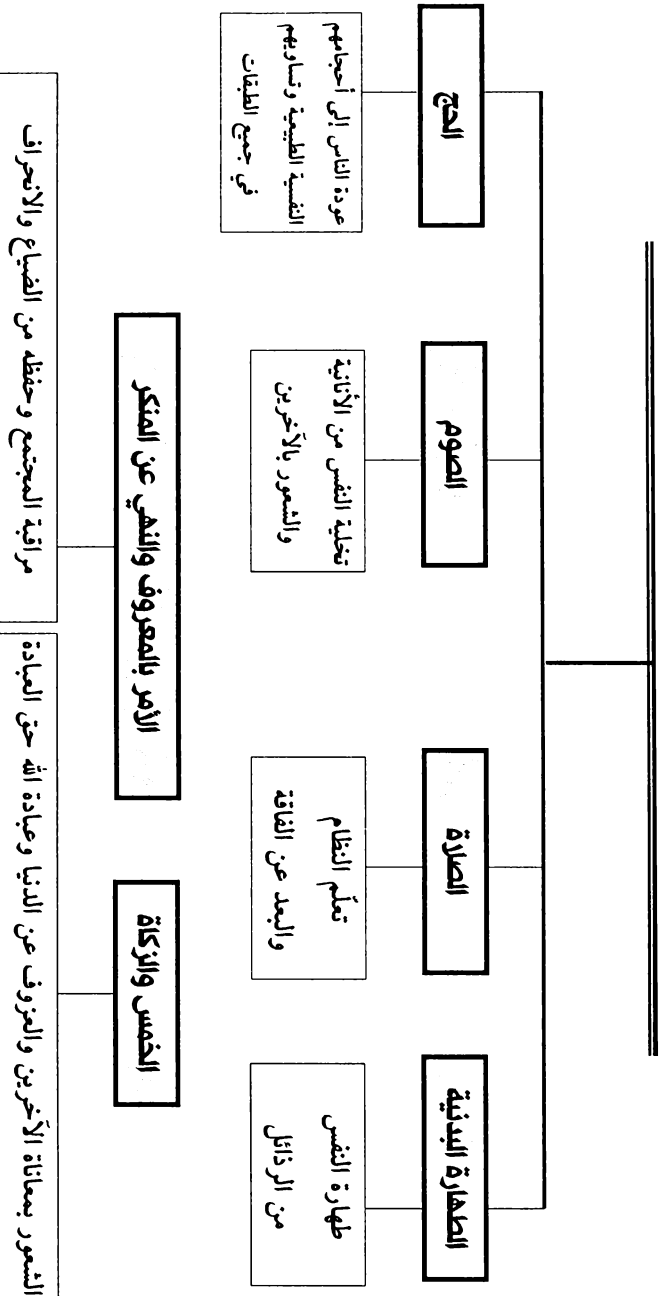 الطهارة البدنية
طهارة النفس
من الرذائل
الصلاة
تعلّم النظام
والبعد عن الفاقة
الصوم
تخلية النفس من الأنانية
والشعور بالآخرين
الحج
عودة الناس إلى أحجامهم
النفسية الطبيعية وتساويهم
في جميع الطبقات
الخمس والزكاة
الشعور بمعاناة الآخرين والعزوف عن الدنيا وعبادة الله حق العبادة
الأمر بالمعروف والنهي عن المنكر
مراقبة المجتمع وحفظه من الضياع والانحراف